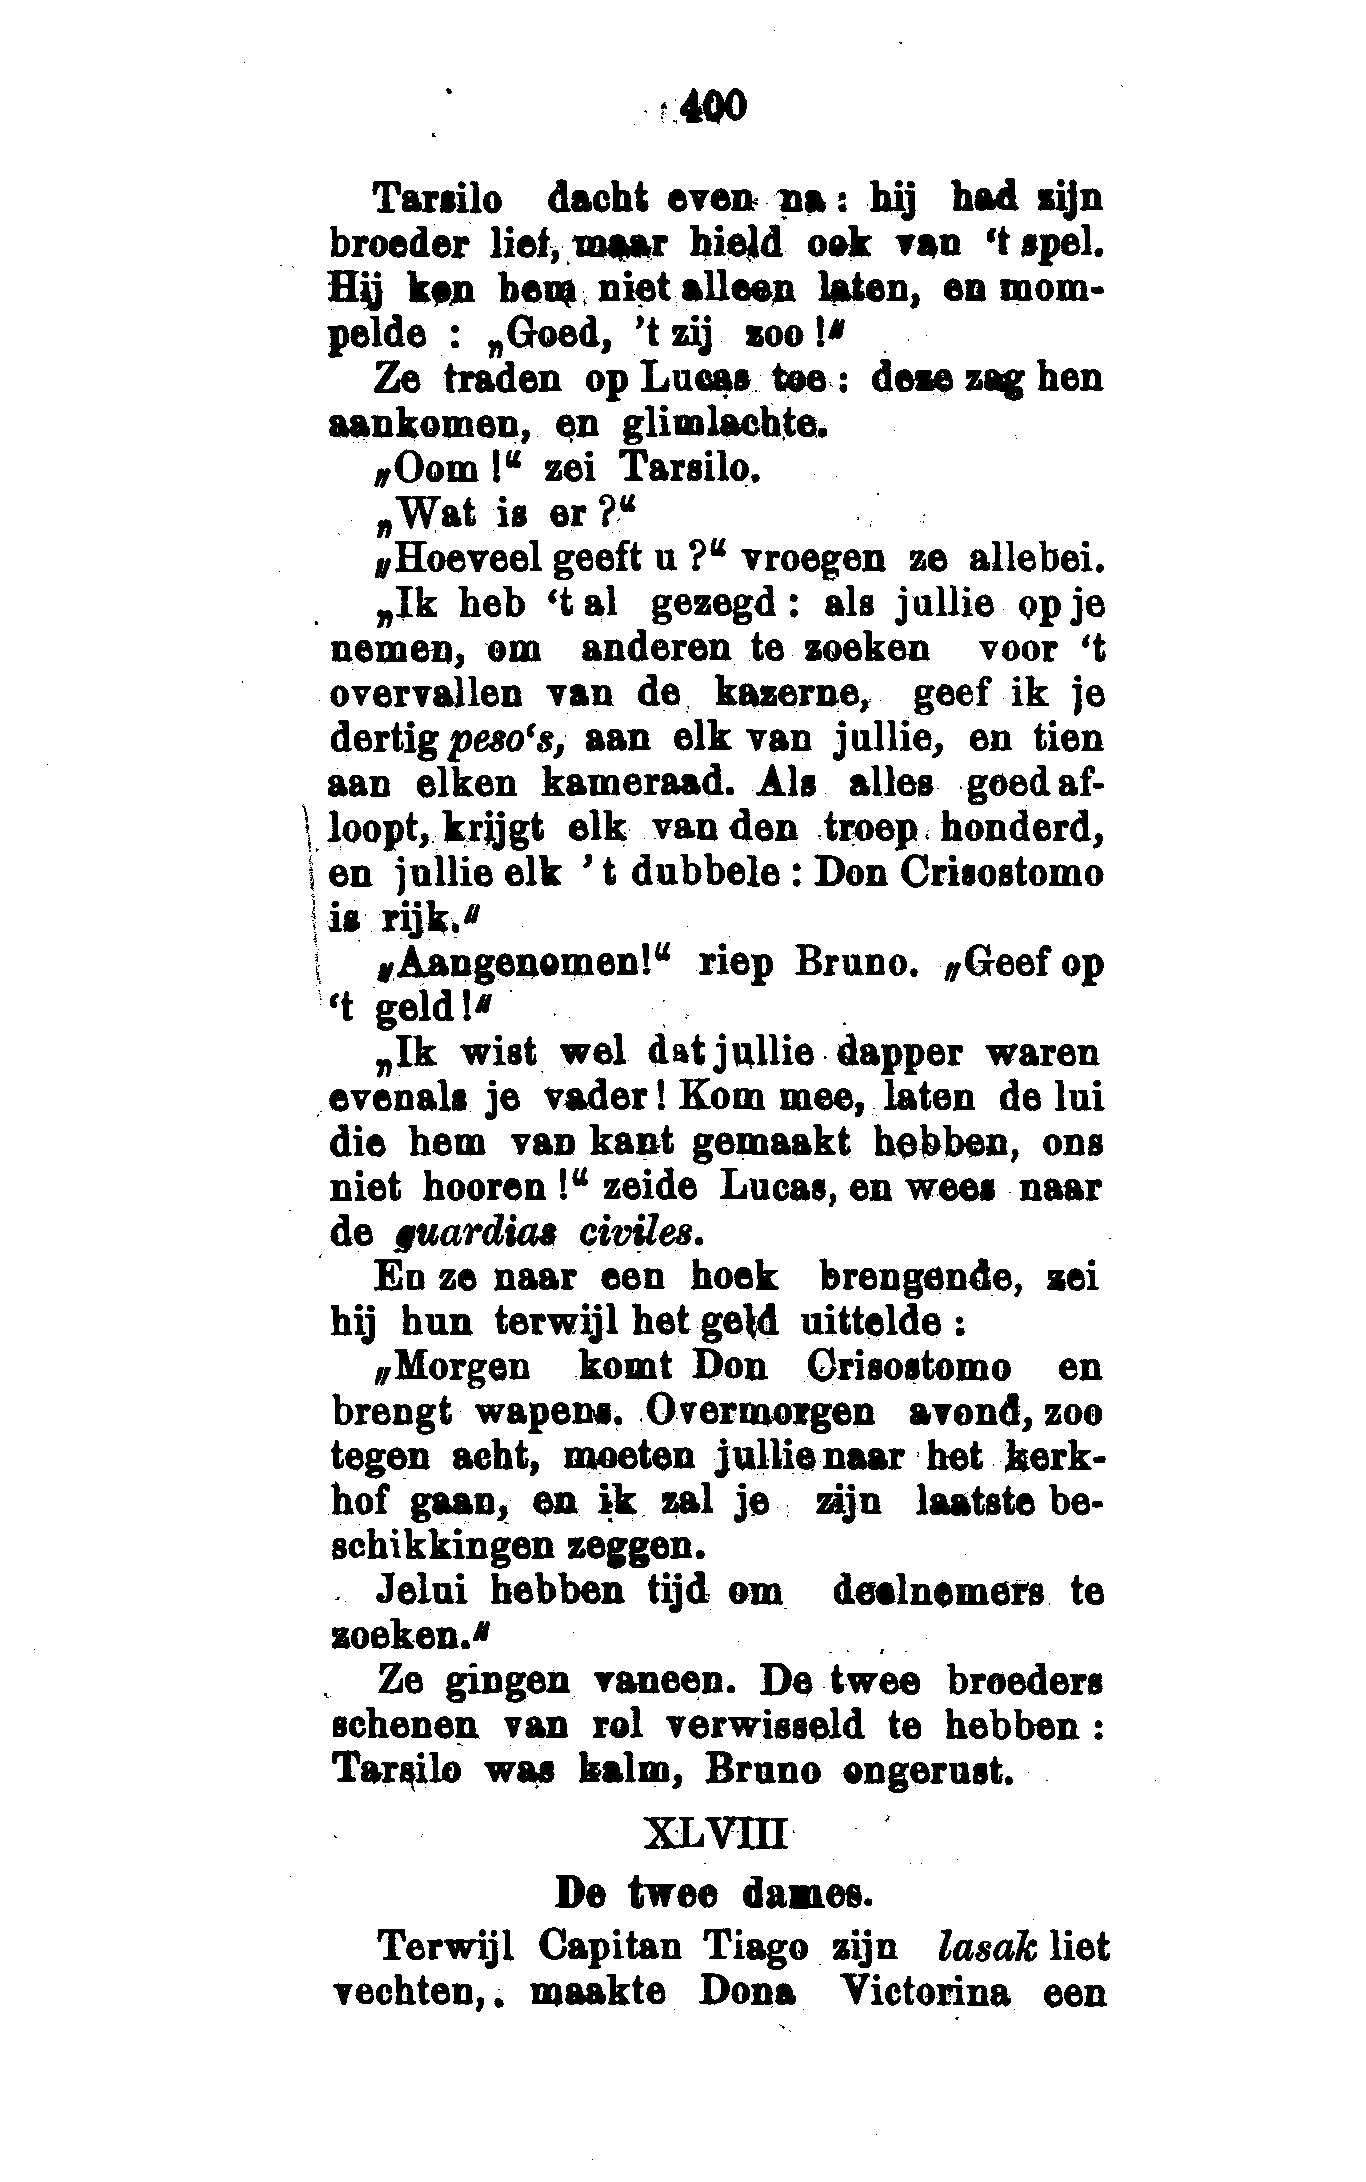 400
Tarsilo dacht even na: hij had zijn
broeder lief, maar hield ook van ‘t spel.
Hij kon hem niet alleen laten, en mom-
pelde : „Goed, ’t zij zoo !“
Ze traden op Lucas toe: deze zag hen
aankomen, en glimlachte.
„Oom !“ zei Tarsilo.
„Wat is er ?“
„Hoeveel geeft u ?“ vroegen ze allebei.
„Ik heb ‘t al gezegd : als jullie op je
nemen, om anderen te zoeken voor ‘t
overvallen van de kazerne, geef ik je
dertig peso‘s, aan elk van jullie, en tien
aan elken kameraad. Als alles goed af-
loopt, krijgt elk van den troep honderd,
en jullie elk ’t dubbele : Don Crisostomo
is rijk.“
„Aangenomen!“ riep Bruno. „Geef op
‘t geld!“
„Ik wist wel dat jullie dapper waren
evenals je vader! Kom mee, laten de lui
die hem van kant gemaakt hebben, ons
niet hooren !“ zeide Lucas, en wees naar
de guardias civiles.
En ze naar een hoek brengende, zei
hij hun terwijl het geld uittelde :
„Morgen komt Don Crisostomo en
brengt wapens. Overmorgen avond, zoo
tegen acht, moeten jullie naar het kerk-
hof gaan, en ik zal je zijn laatste be-
schikkingen zeggen.
Jelui hebben tijd om deelnemers te
zoeken.“
Ze gingen vaneen. De twee broeders
schenen van rol verwisseld te hebben :
Tarsilo was kalm, Bruno ongerust.
XLVIII
De twee dames.
Terwijl Capitan Tiago zijn lasak liet
vechten,. maakte Dona Victorina een